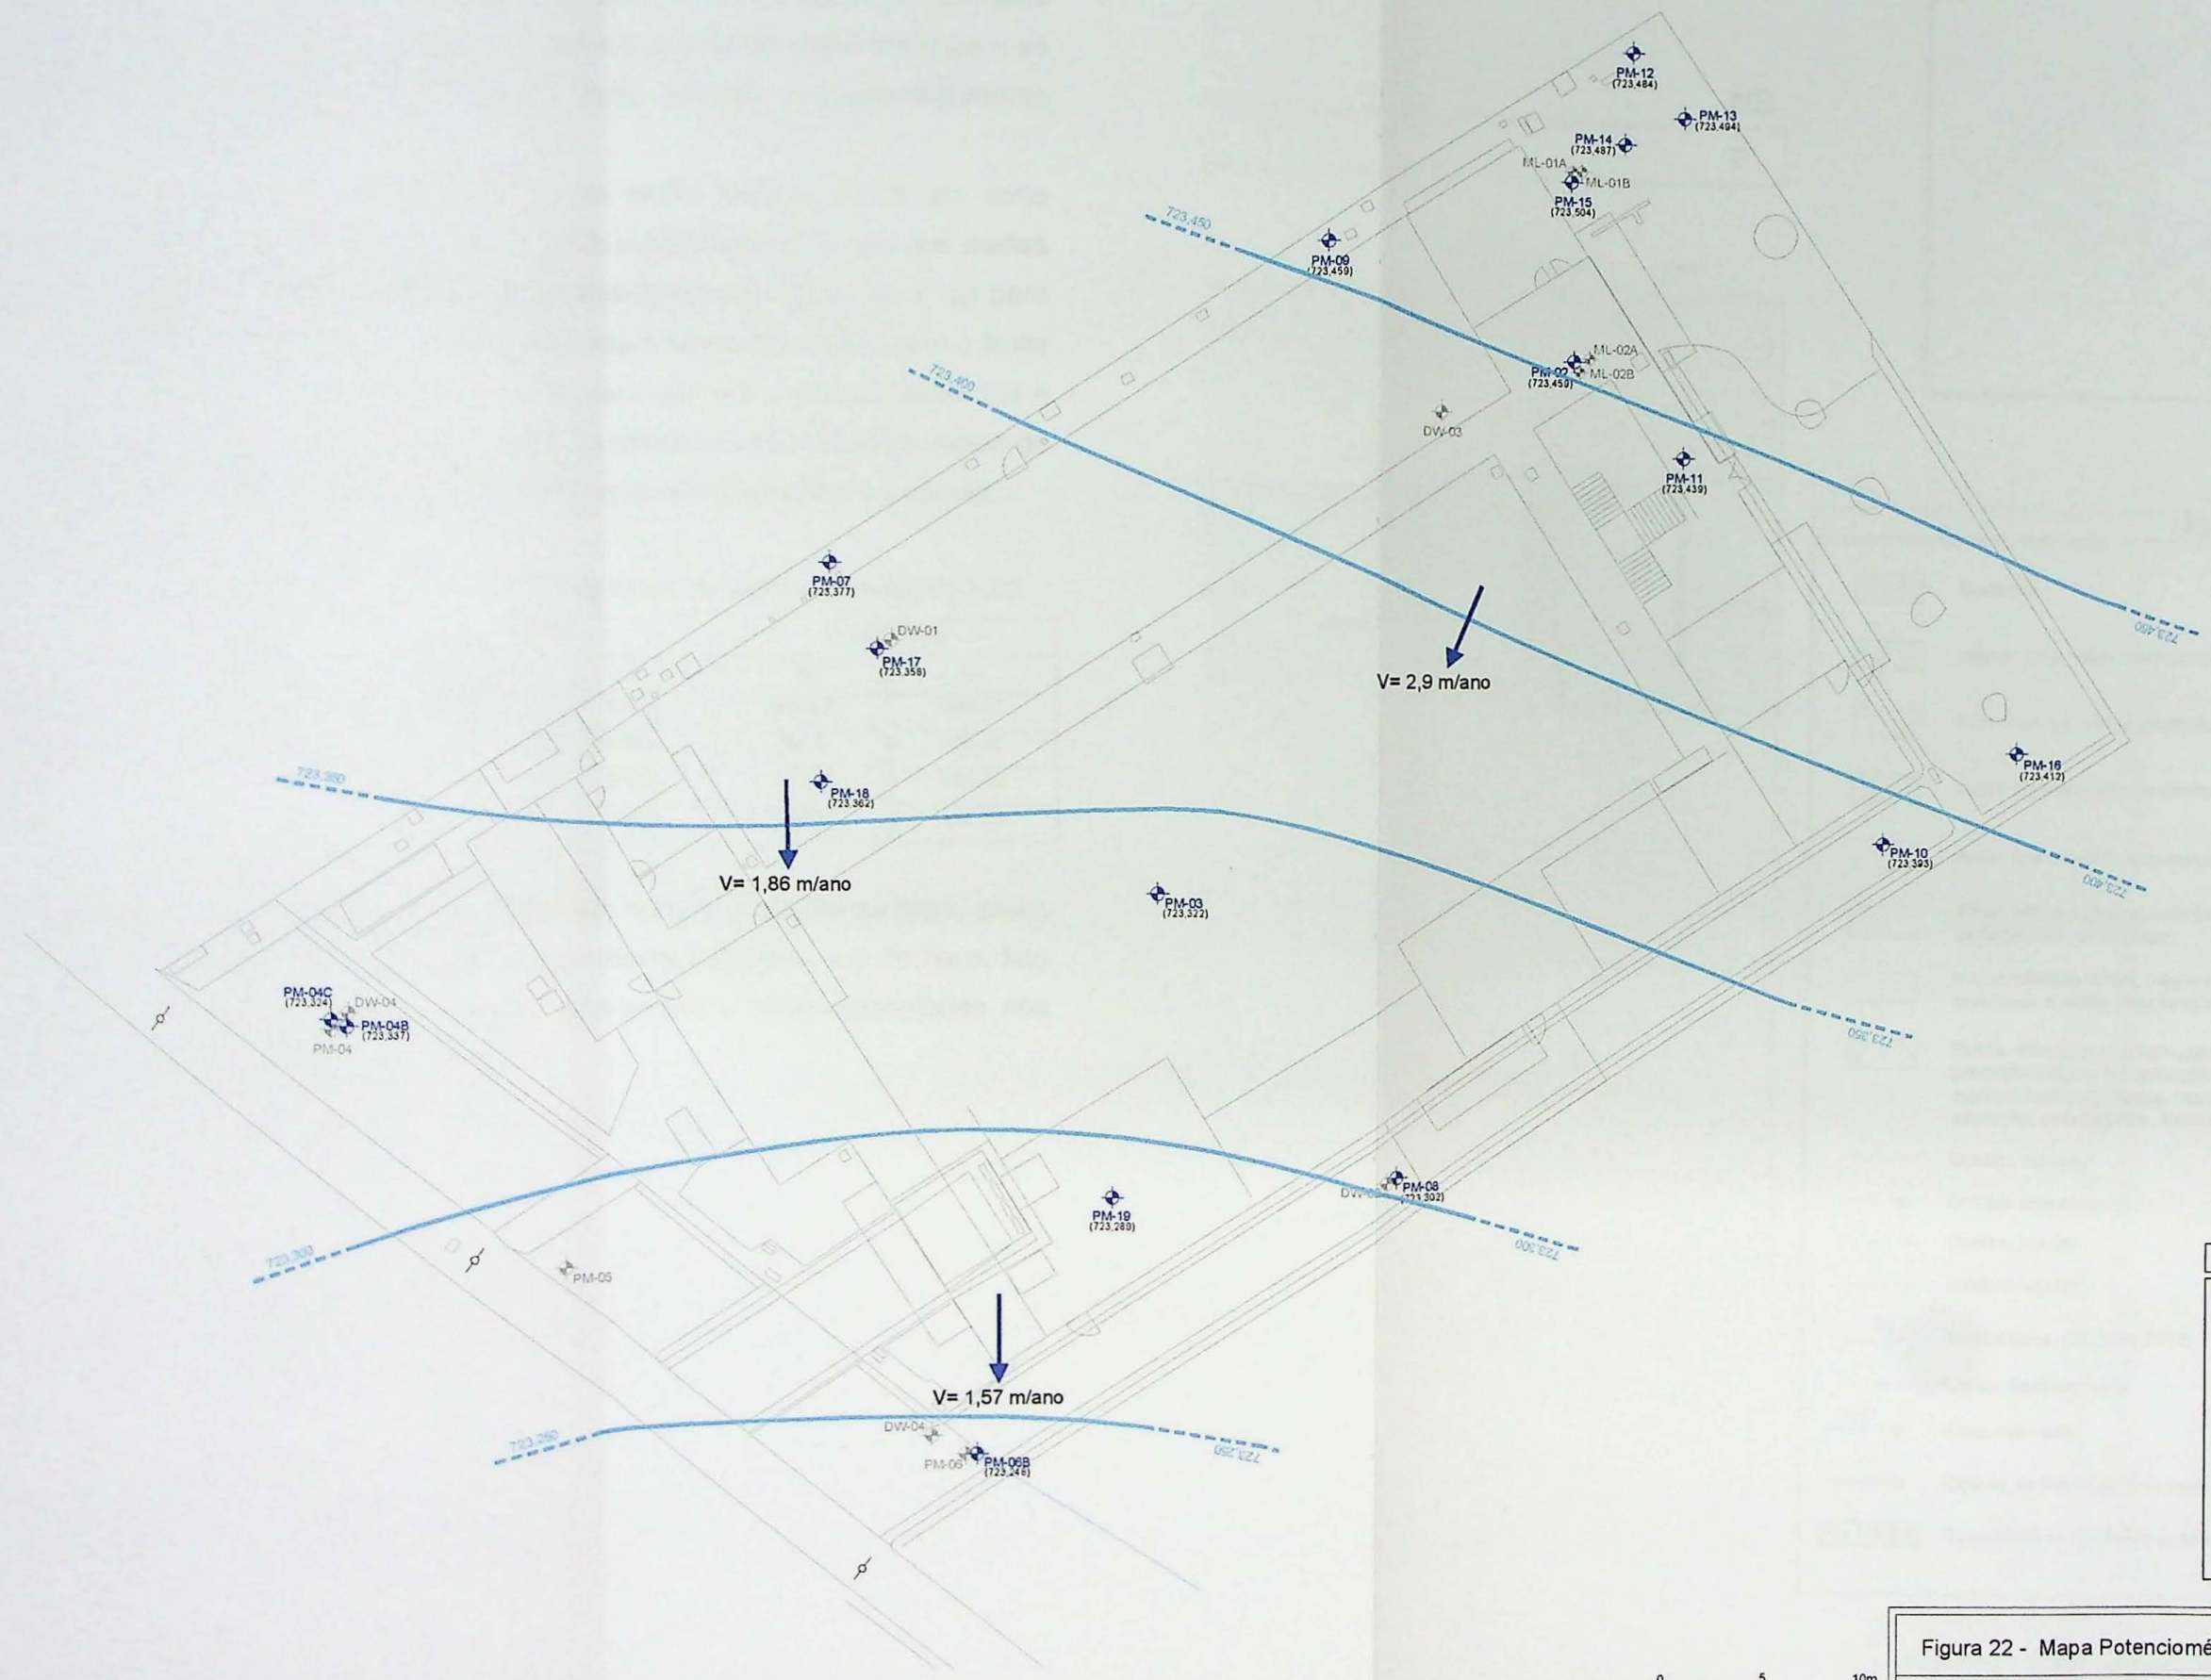 PM-12
(723,484)
PM-13
(723,494)
PM-14
(723,487)
ML-01A
ML-01B
PM-15
(723,504)
723,450
PM-09
(723,459)
ML-02A
PM-02
ML-02B
(723,459)
723,400
DW-03
PM-11
(723,439)
PM-07
(723,377)
DW-01
PM-17
(723,358)
723,450
V= 2,9 m/ano
723,350
PM-18
(723,362)
PM-16
(723,412)
PM-10
(723,393)
723,400
V= 1,86 m/ano
PM-03
(723,322)
PM-04C
(723,324)
DW-04
PM-04B
(723,337)
PM-04
723,350
PM-08
(723,302)
PM-19
(723,289)
723,300
723,300
PM-05
V= 1,57 m/ano
DW-04
723,250
723,250
PM-06
PM-06B
(723,246)
Figura 22 - Mapa Potenciomé
0 5 10m